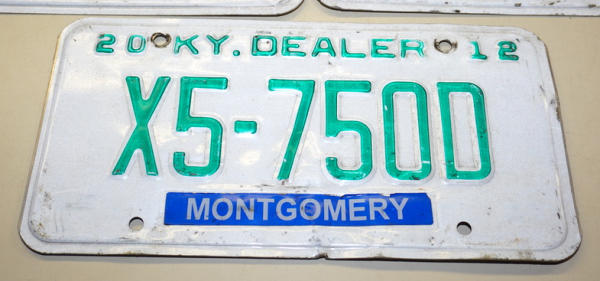 20 KY. DEALER 12
X5-750D
MONTGOMERY